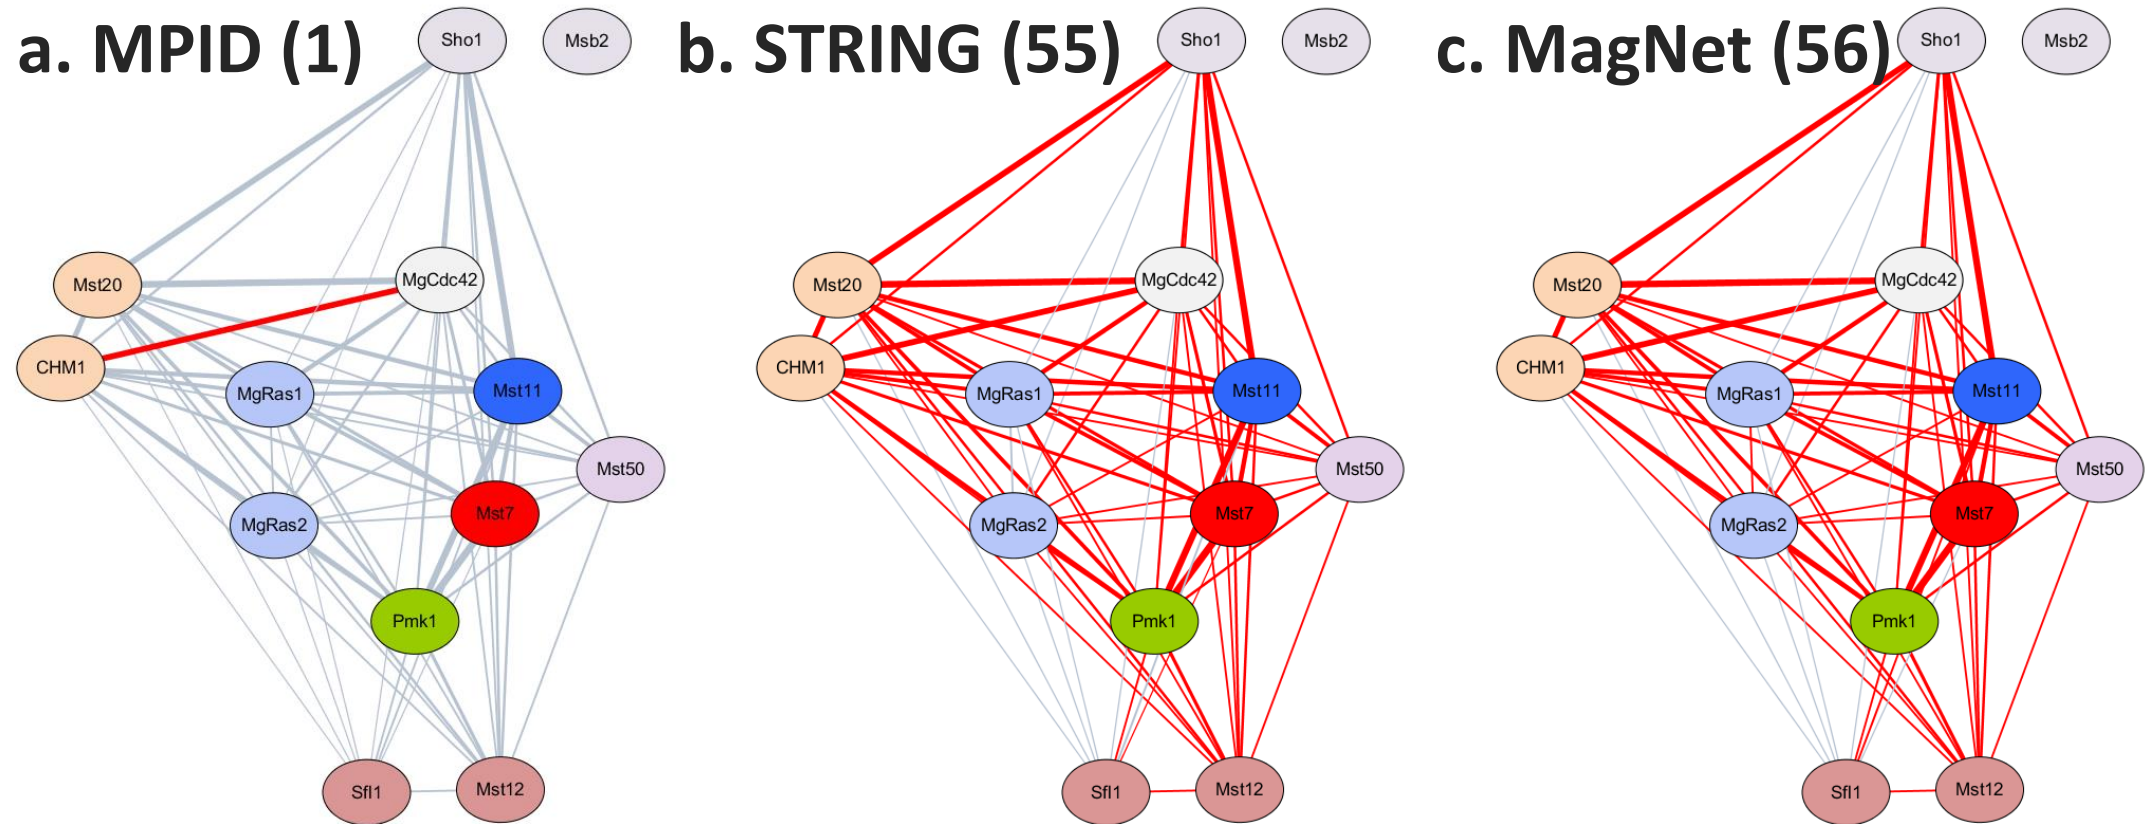 a. MPID (1)
Sho1
Msb2
Mst20
MgCdc42
CHM1
MgRas1
Mst11
Mst50
MgRas2
Mst7
Pmk1
Sfl1
Mst12
b. STRING (55)
Sho1
Msb2
Mst20
MgCdc42
CHM1
MgRas1
Mst11
Mst50
MgRas2
Mst7
Pmk1
Sfl1
Mst12
c. MagNet (56)
Sho1
Msb2
Mst20
MgCdc42
CHM1
MgRas1
Mst11
Mst50
MgRas2
Mst7
Pmk1
Sfl1
Mst12